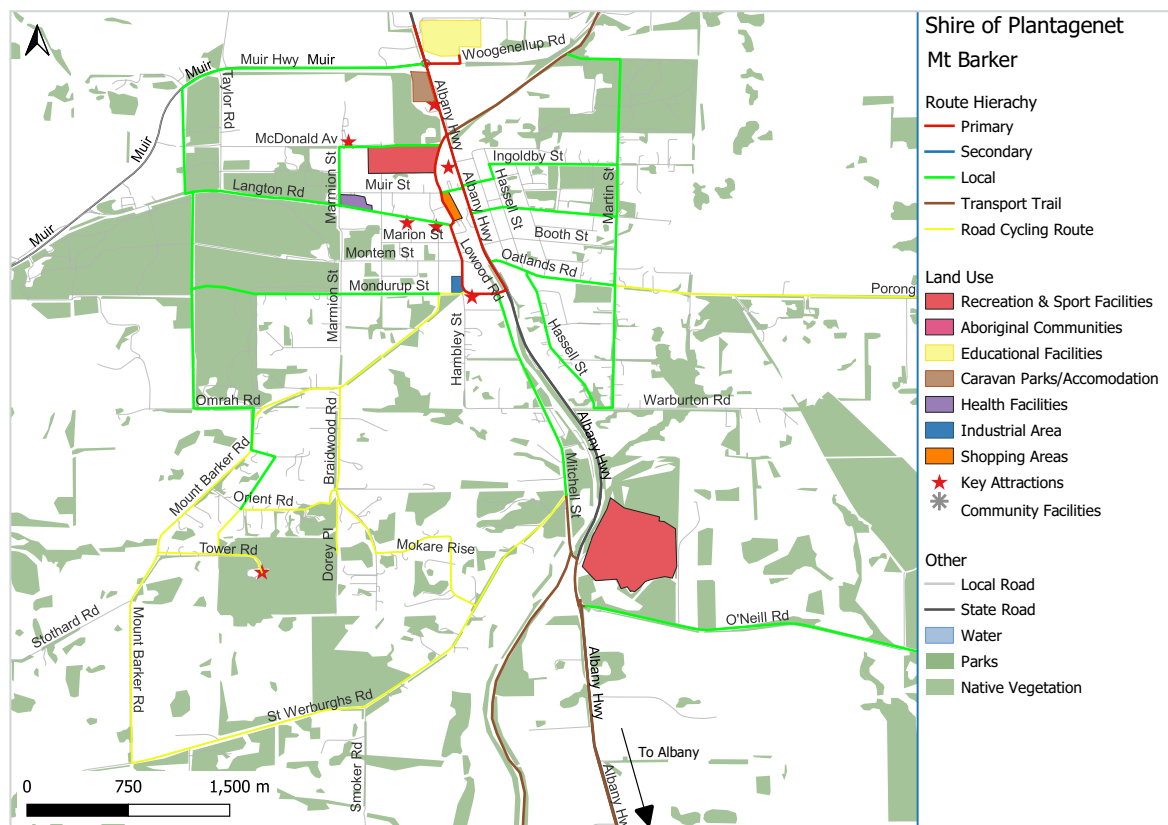 Shire of Plantagenet
Mt Barker
Route Hierachy
Primary
Secondary
Local
Transport Trail
Road Cycling Route
Land Use
Recreation & Sport Facilities
Aboriginal Communities
Educational Facilities
Caravan Parks/Accomodation
Health Facilities
Industrial Area
Shopping Areas
Key Attractions
Community Facilities
Other
Local Road
State Road
Water
Parks
Native Vegetation
Woogenellup Rd
Muir Hwy
Muir
Muir
Taylor Rd
Albany Hwy
Muir
McDonald Av
Ingoldby St
Muir St
Marmion St
Langton Rd
Hassell St
Martin St
Albany Hwy
Muir
Marion St
Booth St
Montem St
Lowood Rd
Oatlands Rd
Mondurup St
Porong
Marmion St
Hambley St
Hassell St
Omrah Rd
Warburton Rd
Braidwood Rd
Albany Hwy
Mount Barker Rd
Mitchell St
Orient Rd
Tower Rd
Dorey Pl
Mokare Rise
Stothard Rd
Mount Barker Rd
O'Neill Rd
St Werburghs Rd
Albany Hwy
Smoker Rd
To Albany
Albany Hw
0 750 1,500 m